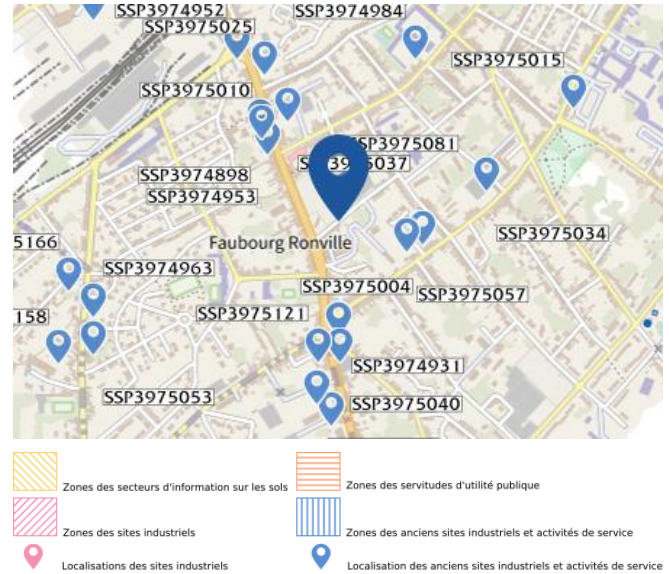 SSP3974952
SSP3974984
SSP3975025
SSP3975015
SSP3975010
SSP3975081
SSP3974898
SSP3974953
Faubourg Ronville
SSP3975034
5166
SSP3974963
SSP3975004
SSP3975057
158
SSP3975121
SSP3974931
SSP3975053
SSP3975040
Zones des secteurs d'information sur les sols
Zones des servitudes d'utilité publique
Zones des sites industriels
Zones des anciens sites industriels et activités de service
Localisations des sites industriels
Localisation des anciens sites industriels et activités de service